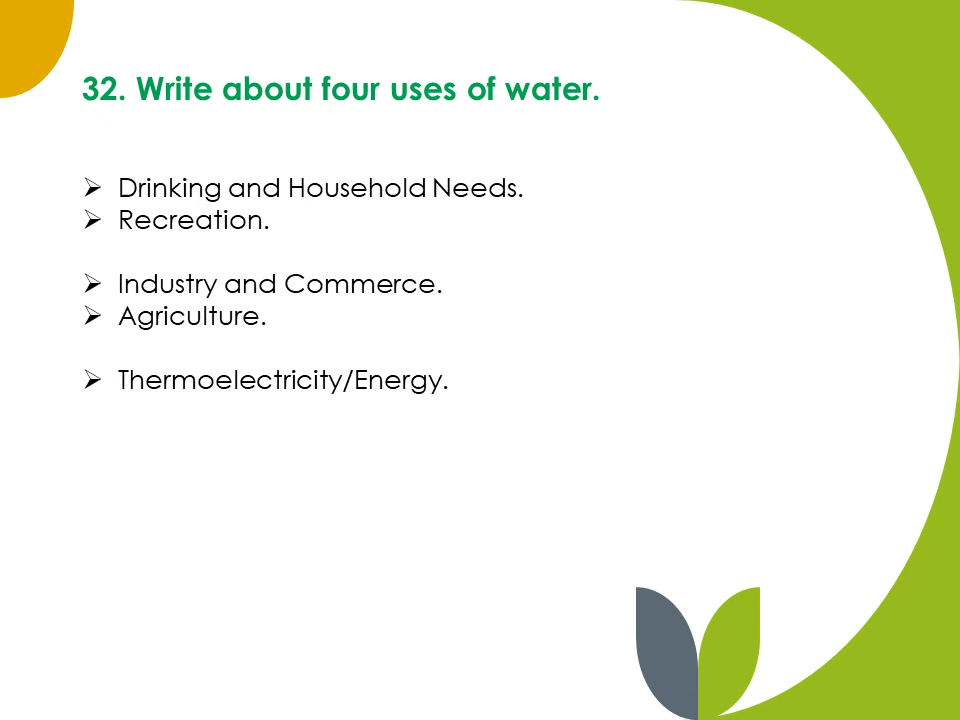 32. Write about four uses of water.
➢ Drinking and Household Needs.
➢ Recreation.
➢ Industry and Commerce.
➢ Agriculture.
➢ Thermoelectricity/Energy.